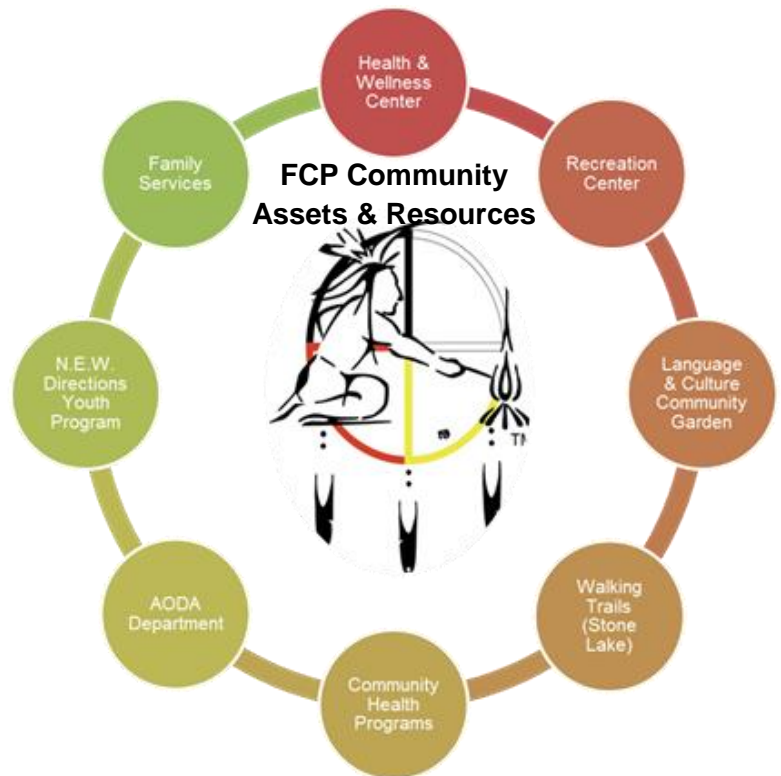 FCP Community
Assets & Resources
Health &
Wellness
Center
Recreation
Center
Language
& Culture
Community
Garden
Walking
Trails
(Stone
Lake)
Community
Health
Programs
AODA
Department
N.E.W.
Directions
Youth
Program
Family
Services